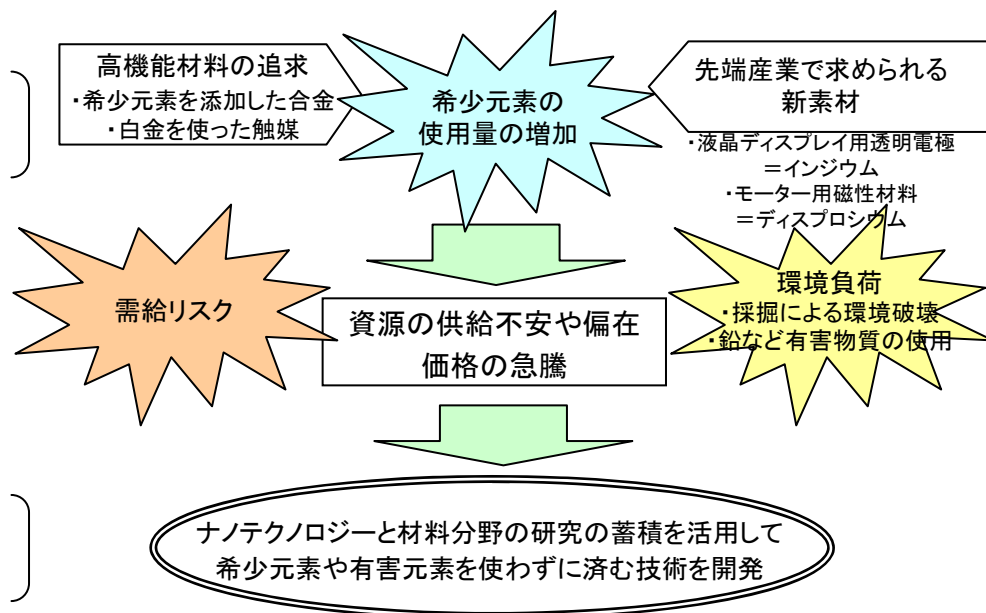 高機能材料の追求
・希少元素を添加した合金
・白金を使った触媒
希少元素の
使用量の増加
先端産業で求められる
新素材
・液晶ディスプレイ用透明電極
＝インジウム
・モーター用磁性材料
＝ディスプロシウム
需給リスク
資源の供給不安や偏在
価格の急騰
環境負荷
・採掘による環境破壊
・鉛など有害物質の使用
ナノテクノロジーと材料分野の研究の蓄積を活用して
希少元素や有害元素を使わずに済む技術を開発